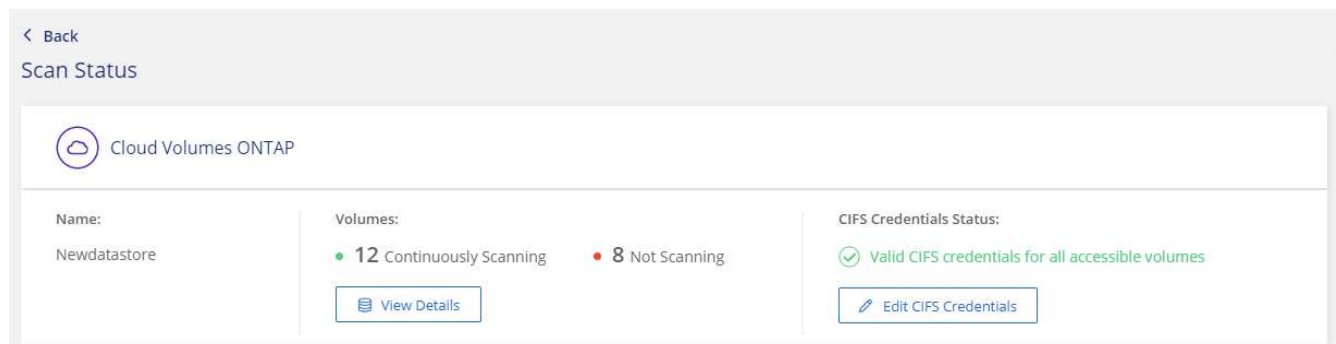 Back
Scan Status
Cloud Volumes ONTAP
Name:
Newdatastore
Volumes:
12 Continuously Scanning
8 Not Scanning
View Details
CIFS Credentials Status:
Valid CIFS credentials for all accessible volumes
Edit CIFS Credentials